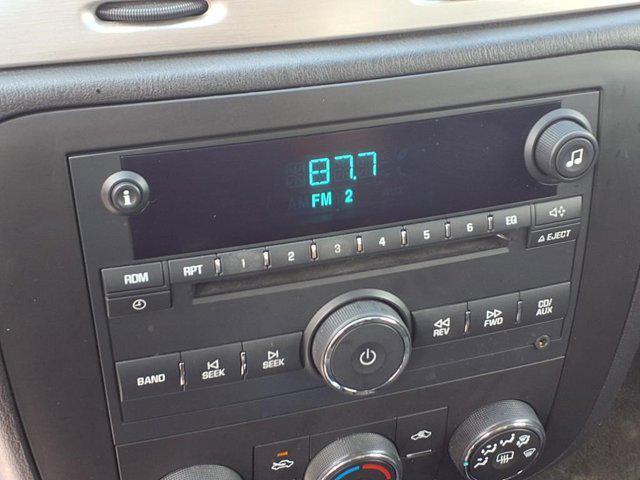 87.7
FM 2
i
EQ
RDM
RPT
1
2
3
4
5
6
EJECT
BAND
SEEK
SEEK
REV
FWD
CD/
AUX